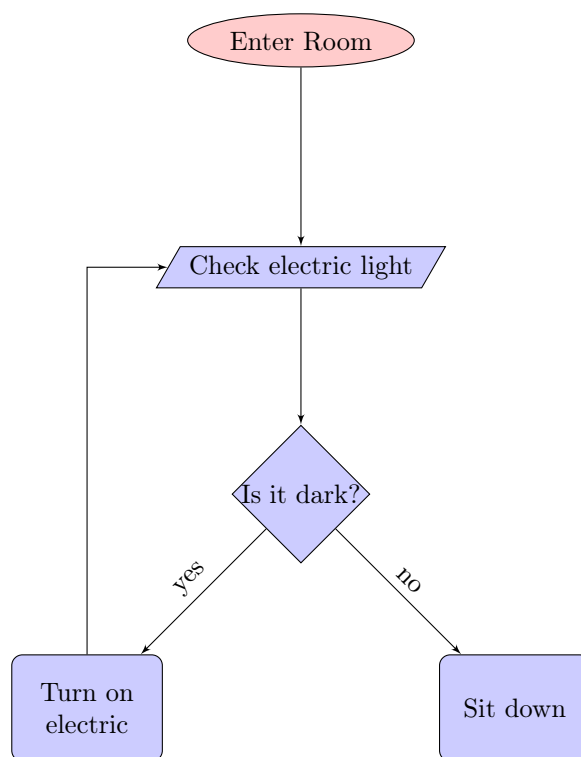 Enter Room
Check electric light
Is it dark?
yes
no
Turn on
electric
Sit down